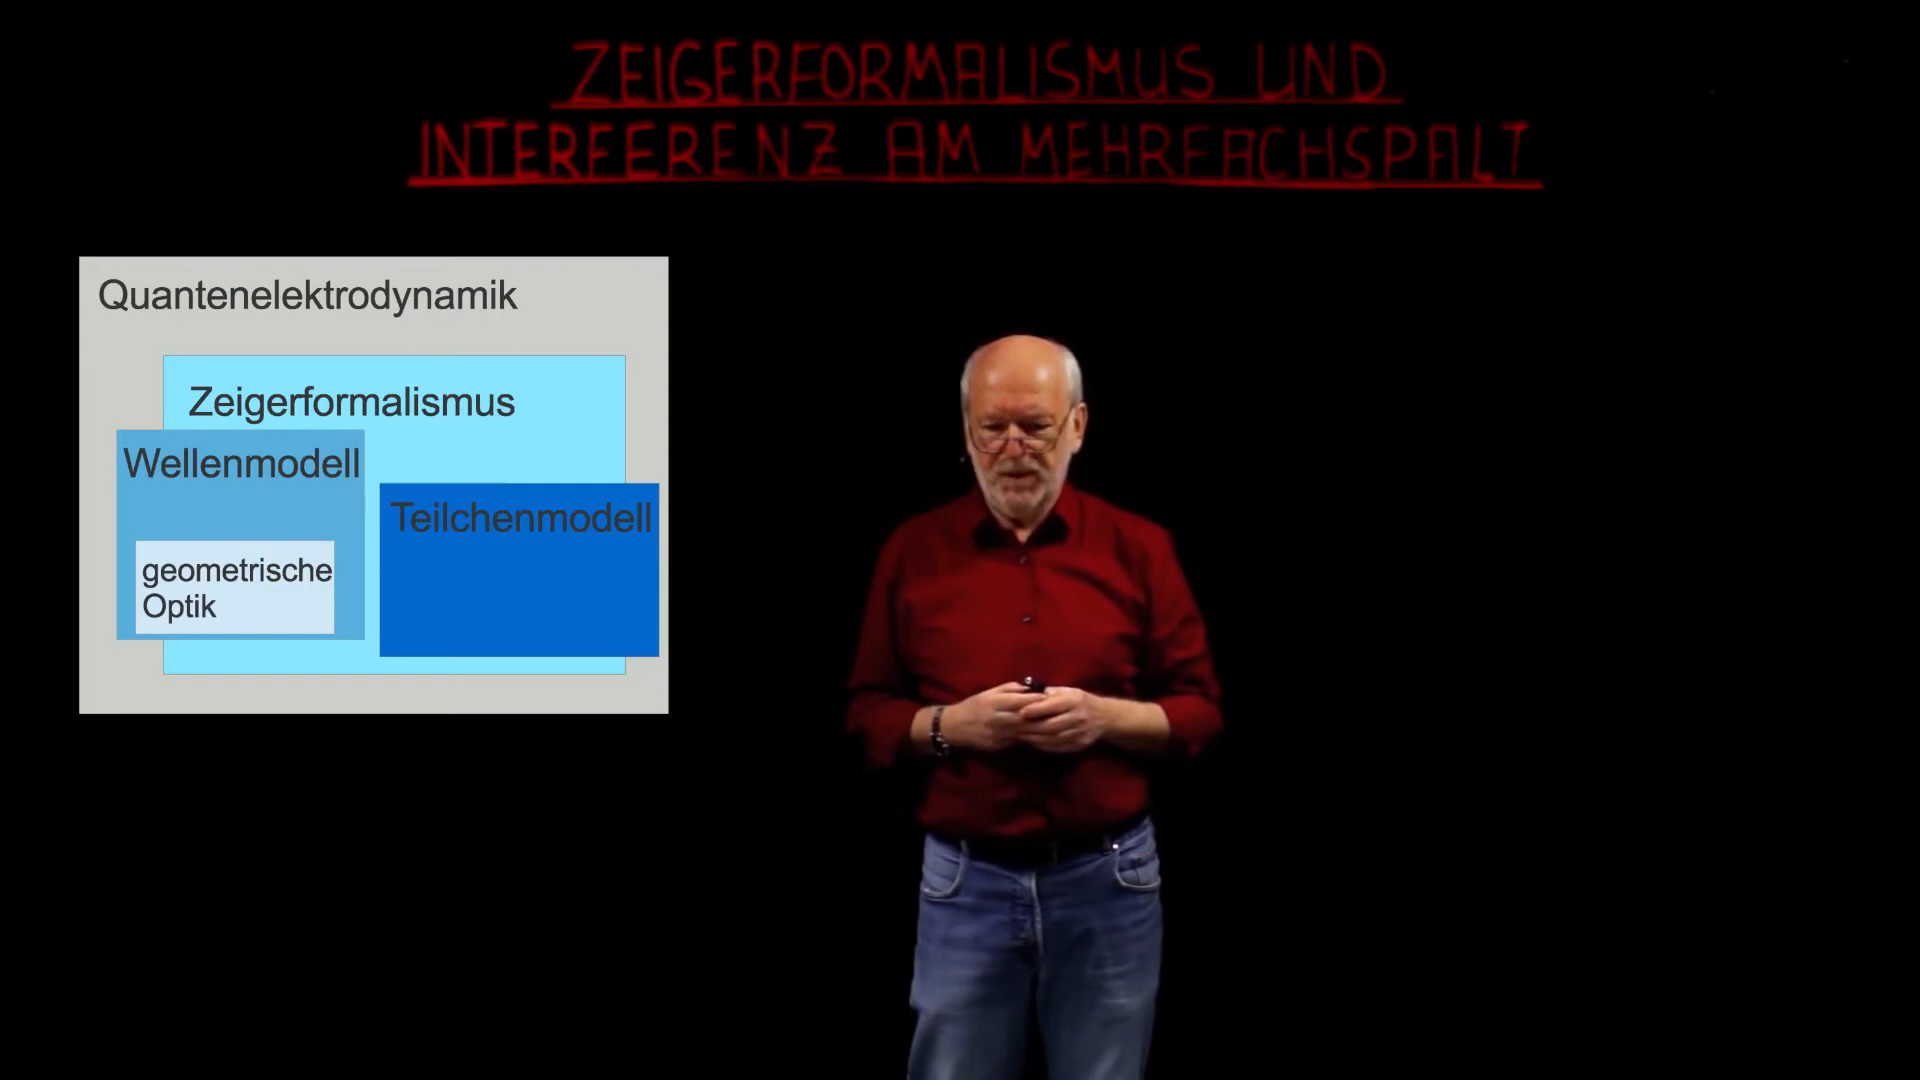 ZEIGERFORMALISMUS UND
INTERFERENZ AM MEHRFACHSPALT
Quantenelektrodynamik
Zeigerformalismus
Wellenmodell
Teilchenmodell
geometrische
Optik